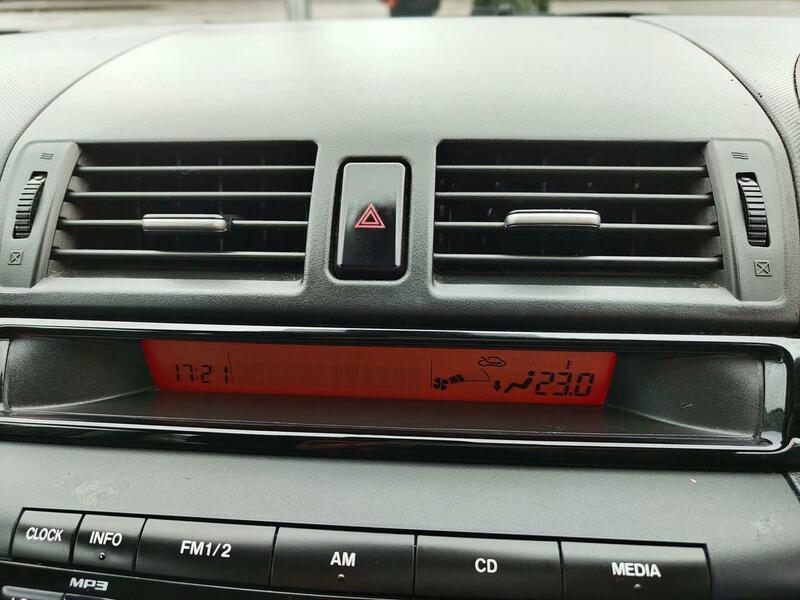 17:21
23.0
CLOCK
INFO
FM1/2
AM
CD
MEDIA
MP3